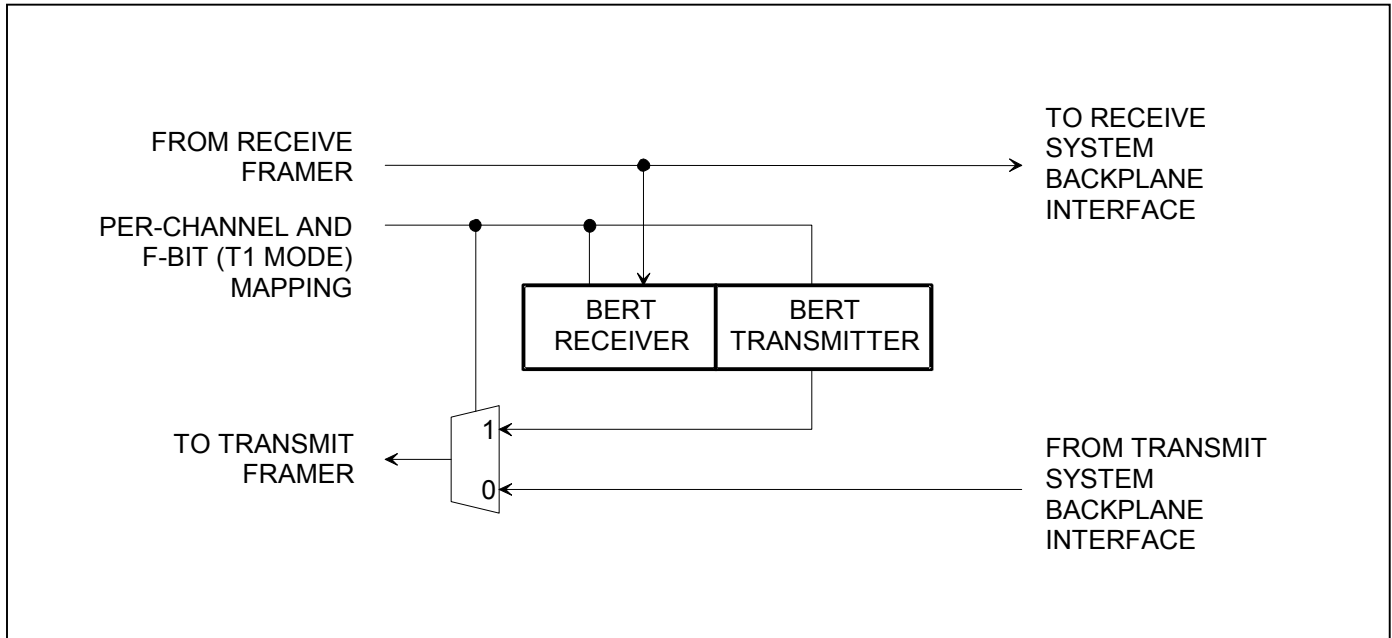 FROM RECEIVE
FRAMER
TO RECEIVE
SYSTEM
BACKPLANE
INTERFACE
PER-CHANNEL AND
F-BIT (T1 MODE)
MAPPING
BERT
RECEIVER
BERT
TRANSMITTER
1
0
TO TRANSMIT
FRAMER
FROM TRANSMIT
SYSTEM
BACKPLANE
INTERFACE